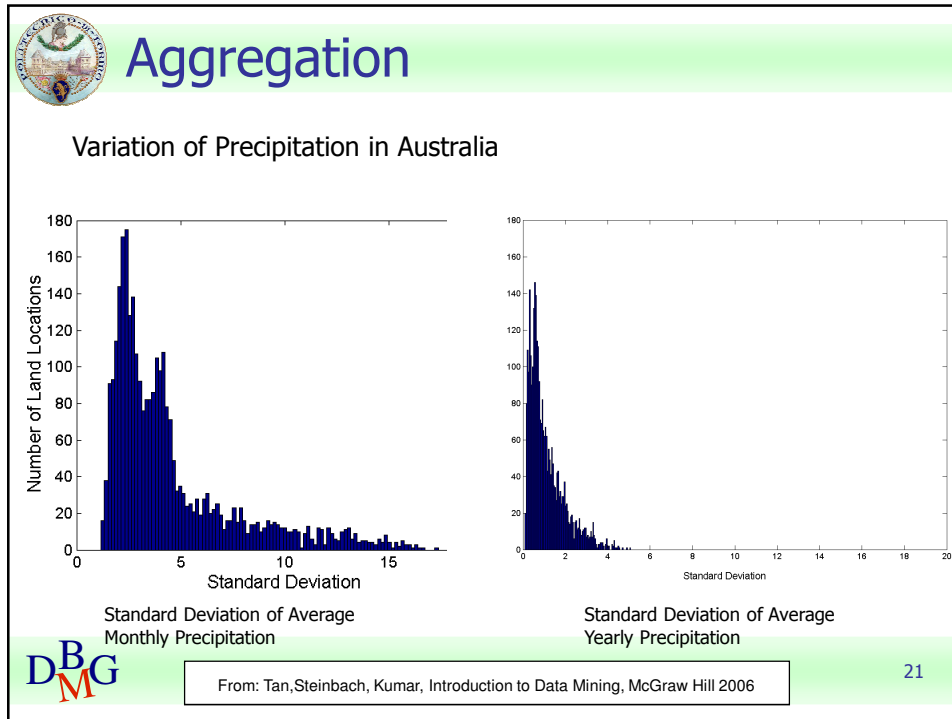 POLITECNICO DI TORINO
Aggregation
Variation of Precipitation in Australia
180
160
140
120
100
80
60
40
20
0
Number of Land Locations
0 5 10 15
Standard Deviation
Standard Deviation of Average
Monthly Precipitation
180
160
140
120
100
80
60
40
20
0
0 2 4 6 8 10 12 14 16 18 20
Standard Deviation
Standard Deviation of Average
Yearly Precipitation
DBMG
From: Tan,Steinbach, Kumar, Introduction to Data Mining, McGraw Hill 2006
21